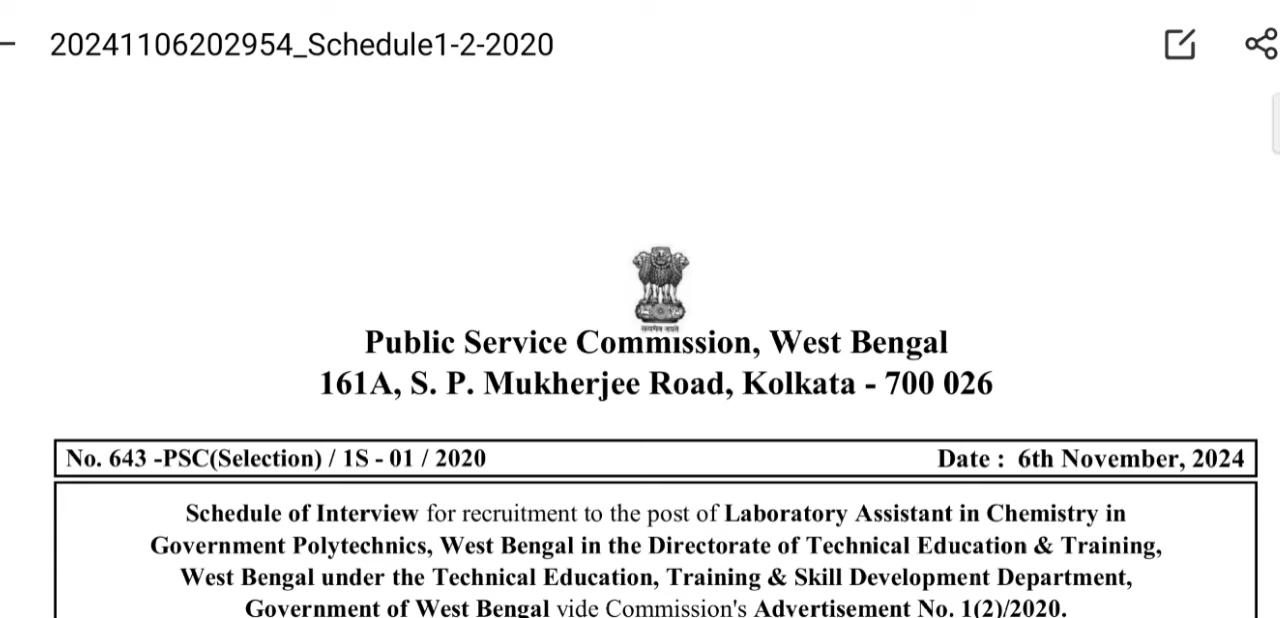 20241106202954_Schedule1-2-2020
सत्यमेव जयते
Public Service Commission, West Bengal
161A, S. P. Mukherjee Road, Kolkata - 700 026
No. 643 -PSC(Selection) / 1S - 01 / 2020 Date : 6th November, 2024
Schedule of Interview for recruitment to the post of Laboratory Assistant in Chemistry in
Government Polytechnics, West Bengal in the Directorate of Technical Education & Training,
West Bengal under the Technical Education, Training & Skill Development Department,
Government of West Bengal vide Commission's Advertisement No. 1(2)/2020.